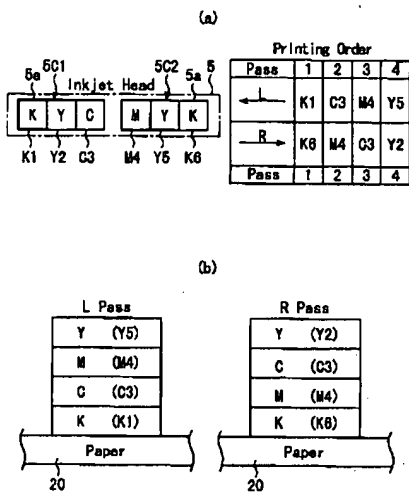 (a)
5a 5C1 Inkjet Head 5C2 5a 5
K Y C M Y K
K1 Y2 C3 M4 Y5 K6
Printing Order
Pass 1 2 3 4
L K1 C3 M4 Y5
R K6 M4 C3 Y2
Pass 1 2 3 4
(b)
L Pass
Y (Y5)
M (M4)
C (C3)
K (K1)
Paper
20
R Pass
Y (Y2)
C (C3)
M (M4)
K (K6)
Paper
20